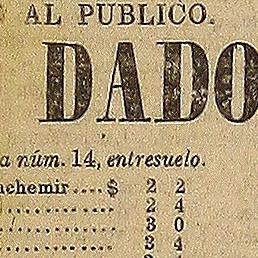 AL PUBLICO.
DADO
a núm. 14, entresuelo.
achemir.... $ 2 2
............... 2 4
............... 3 0
............... 3 4